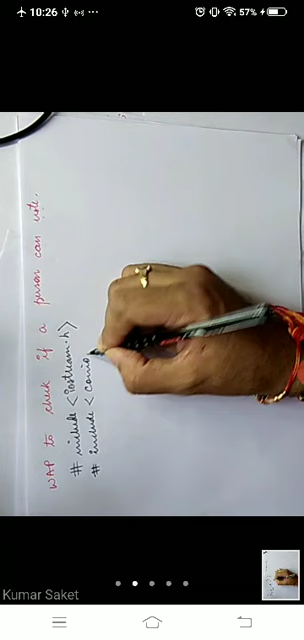 10:26
57%
WAP to check if a person can vote.
# include <iostream.h>
# include <conio
Kumar Saket